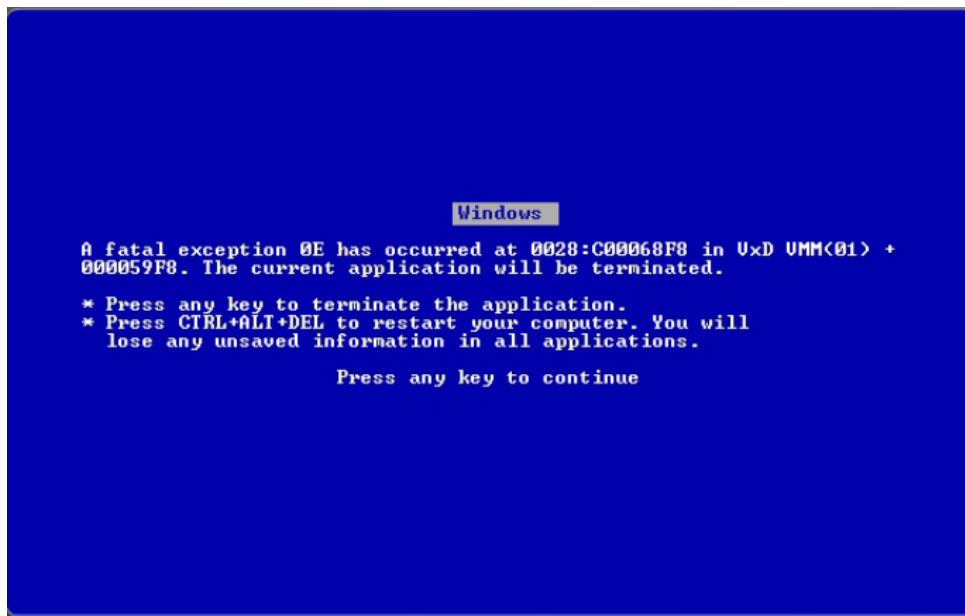 Windows
A fatal exception 0E has occurred at 0028:C00068F8 in VxD VMM(01) +
000059F8. The current application will be terminated.
* Press any key to terminate the application.
* Press CTRL+ALT+DEL to restart your computer. You will
lose any unsaved information in all applications.
Press any key to continue